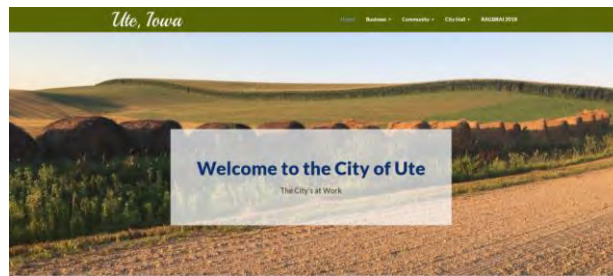 Ute, Iowa
Home Business Community City Hall RAGBRAI 2018
Welcome to the City of Ute
The City's at Work